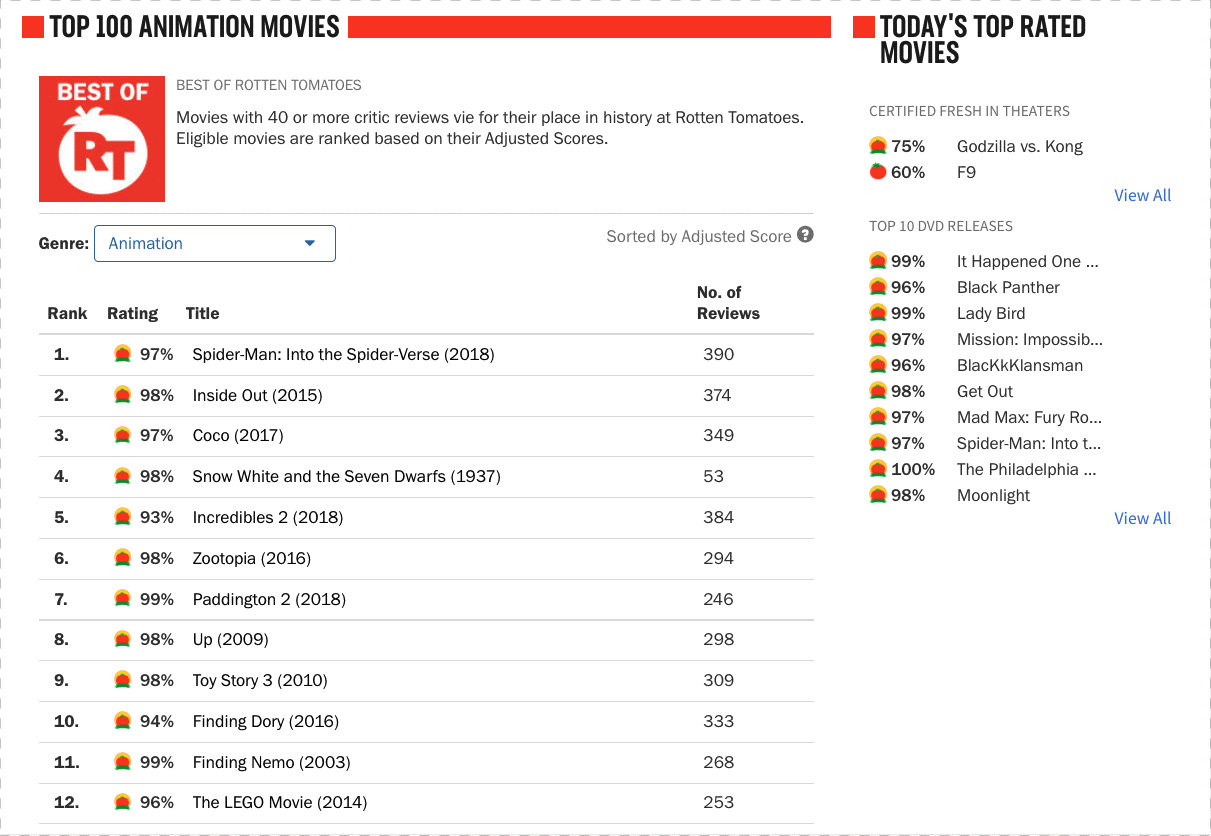 TOP 100 ANIMATION MOVIES
BEST OF
RT
BEST OF ROTTEN TOMATOES
Movies with 40 or more critic reviews vie for their place in history at Rotten Tomatoes.
Eligible movies are ranked based on their Adjusted Scores.
Genre: Animation
Sorted by Adjusted Score ?
Rank Rating Title No. of
Reviews
1. 97% Spider-Man: Into the Spider-Verse (2018) 390
2. 98% Inside Out (2015) 374
3. 97% Coco (2017) 349
4. 98% Snow White and the Seven Dwarfs (1937) 53
5. 93% Incredibles 2 (2018) 384
6. 98% Zootopia (2016) 294
7. 99% Paddington 2 (2018) 246
8. 98% Up (2009) 298
9. 98% Toy Story 3 (2010) 309
10. 94% Finding Dory (2016) 333
11. 99% Finding Nemo (2003) 268
12. 96% The LEGO Movie (2014) 253
TODAY'S TOP RATED
MOVIES
CERTIFIED FRESH IN THEATERS
75% Godzilla vs. Kong
60% F9
View All
TOP 10 DVD RELEASES
99% It Happened One ...
96% Black Panther
99% Lady Bird
97% Mission: Impossib...
96% BlacKkKlansman
98% Get Out
97% Mad Max: Fury Ro...
97% Spider-Man: Into t...
100% The Philadelphia ...
98% Moonlight
View All